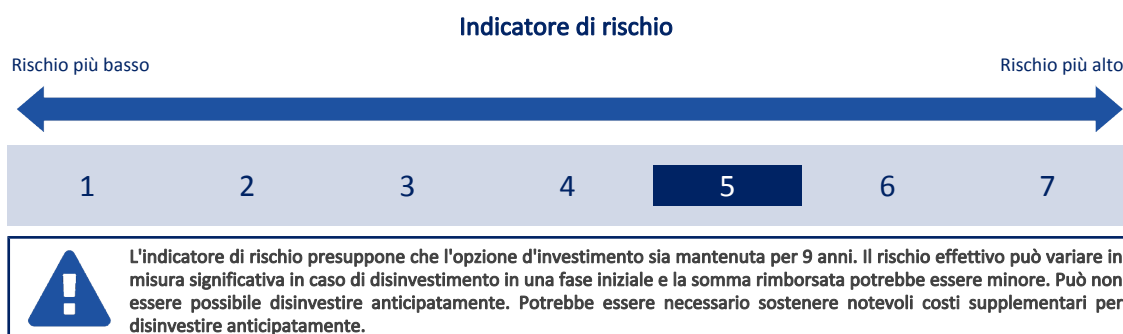 Indicatore di rischio
Rischio più basso
Rischio più alto
1 2 3 4 5 6 7
L'indicatore di rischio presuppone che l'opzione d'investimento sia mantenuta per 9 anni. Il rischio effettivo può variare in
misura significativa in caso di disinvestimento in una fase iniziale e la somma rimborsata potrebbe essere minore. Può non
essere possibile disinvestire anticipatamente. Potrebbe essere necessario sostenere notevoli costi supplementari per
disinvestire anticipatamente.